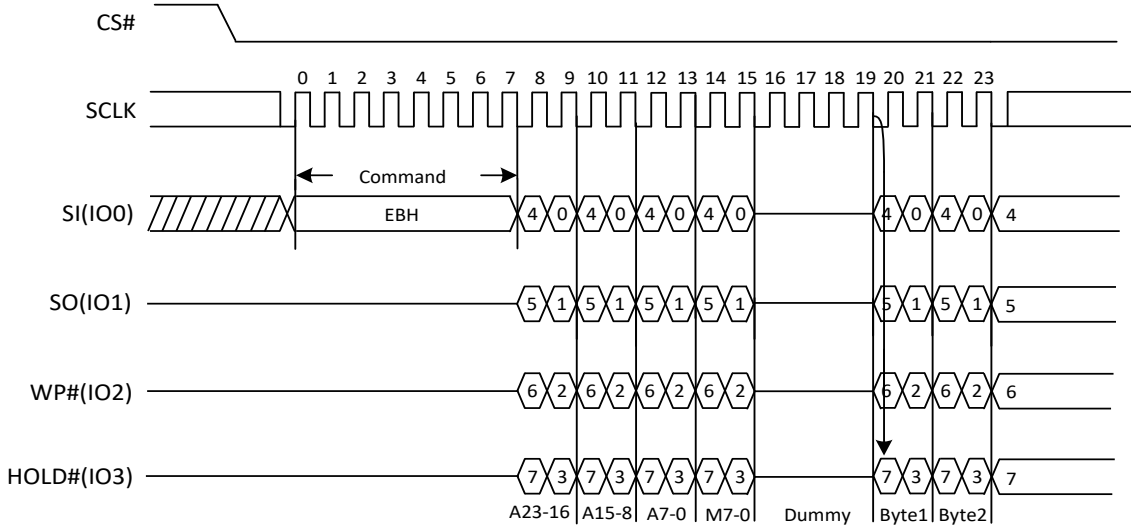 CS#
0 1 2 3 4 5 6 7 8 9 10 11 12 13 14 15 16 17 18 19 20 21 22 23
SCLK
Command
SI(IO0) EBH 4 0 4 0 4 0 4 0 4 0 4 0 4
SO(IO1) 5 1 5 1 5 1 5 1 5 1 5 1 5
WP#(IO2) 6 2 6 2 6 2 6 2 6 2 6 2 6
HOLD#(IO3) 7 3 7 3 7 3 7 3 7 3 7 3 7
A23-16 A15-8 A7-0 M7-0 Dummy Byte1 Byte2